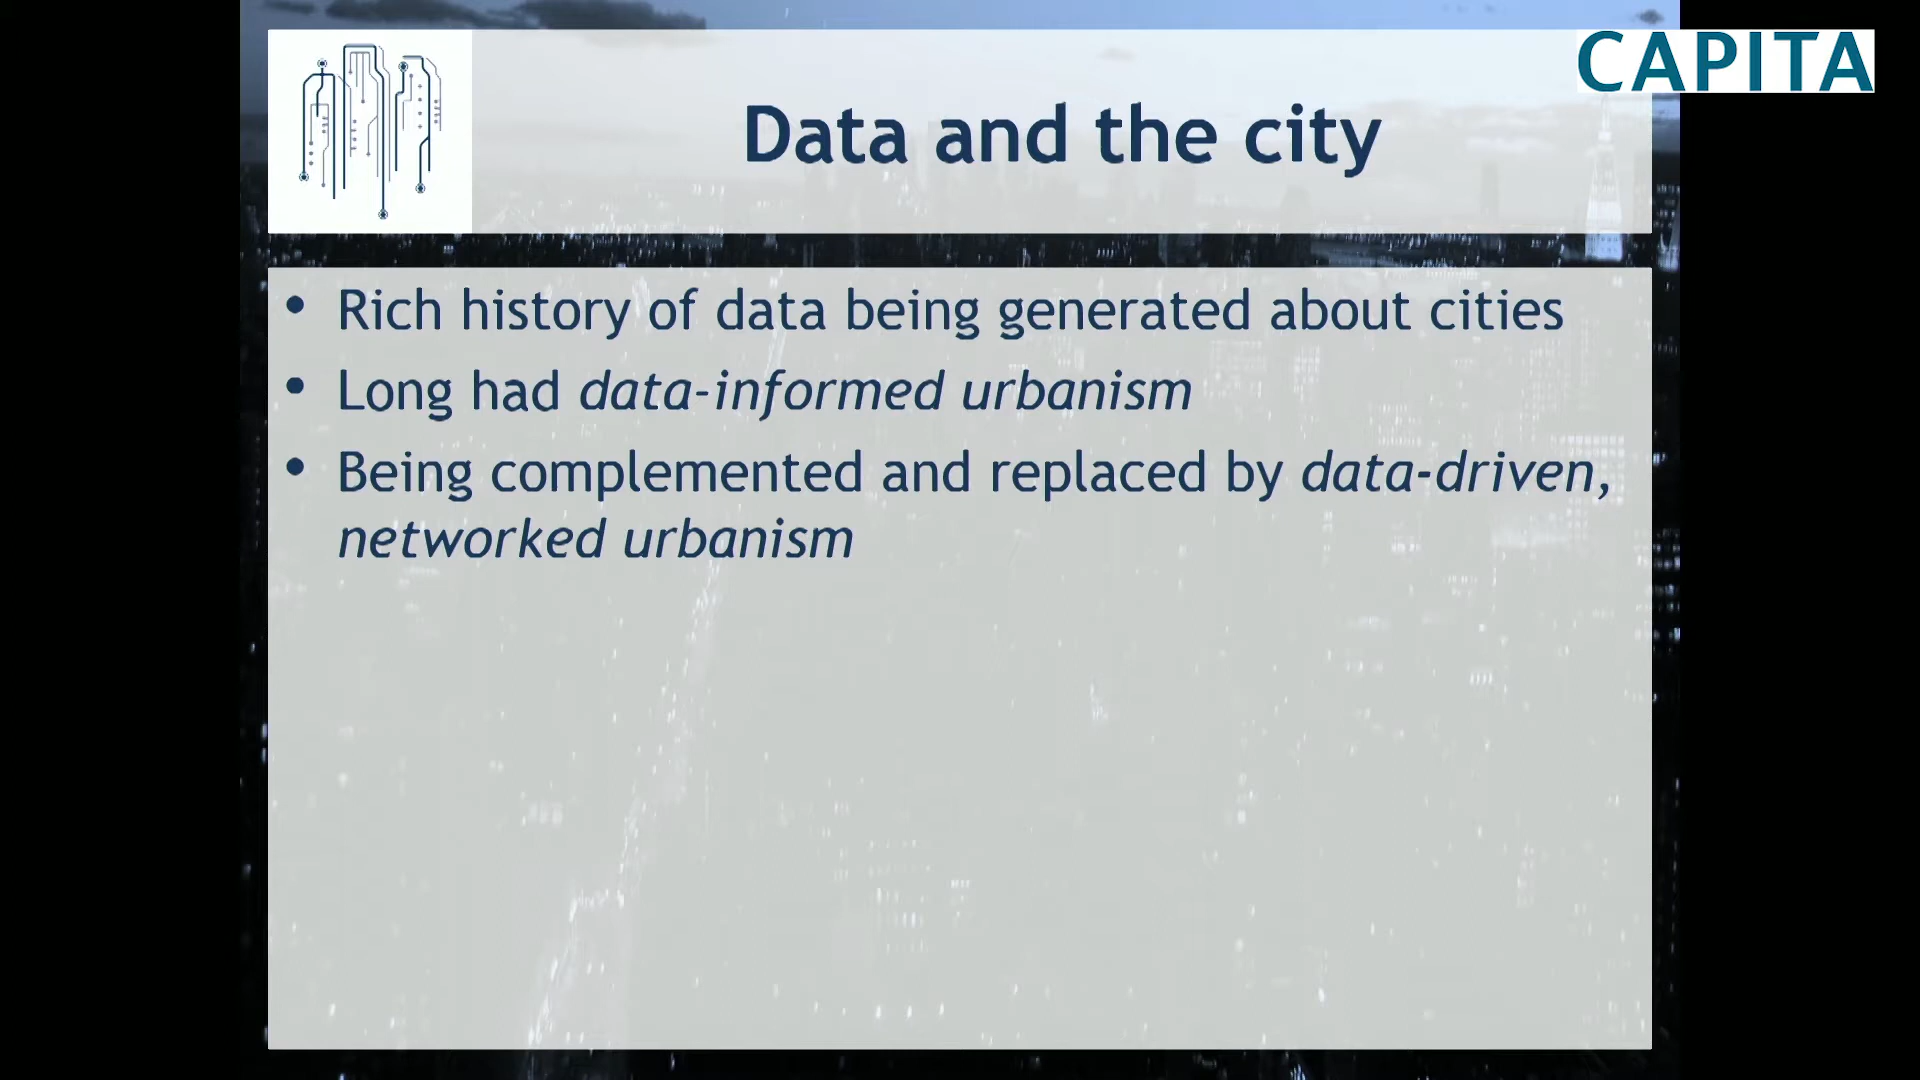 CAPITA
Data and the city
• Rich history of data being generated about cities
• Long had data-informed urbanism
• Being complemented and replaced by data-driven,
networked urbanism